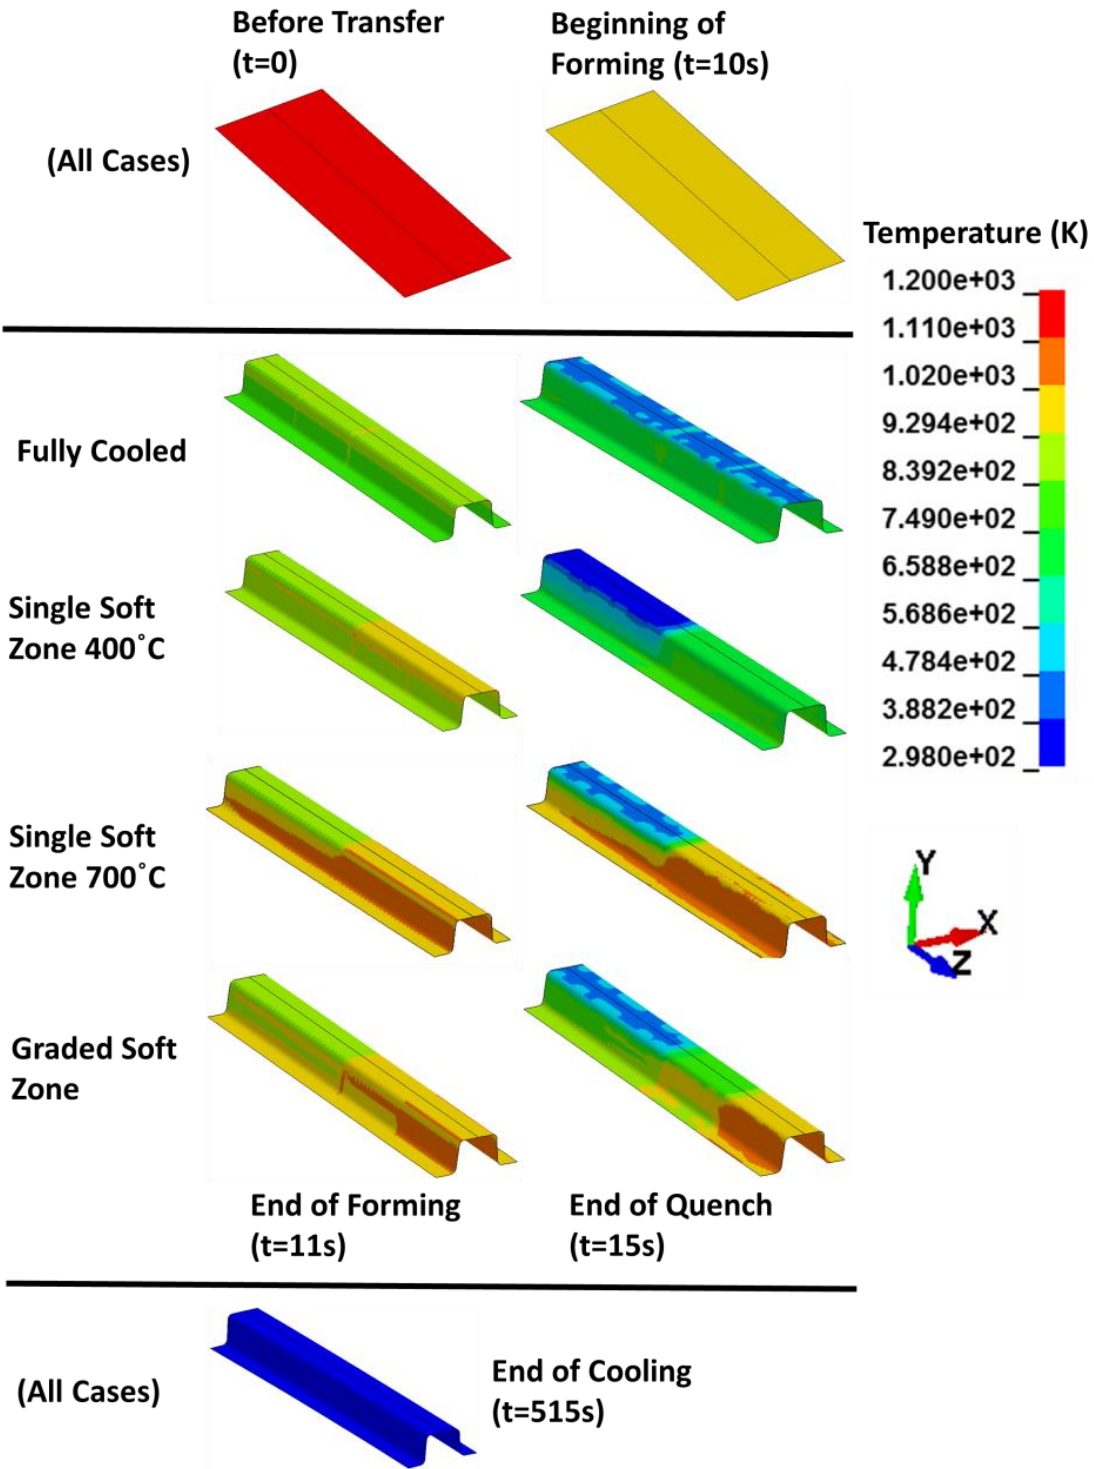 Before Transfer
(t=0)
Beginning of
Forming (t=10s)
(All Cases)
Temperature (K)
1.200e+03
1.110e+03
1.020e+03
9.294e+02
8.392e+02
7.490e+02
6.588e+02
5.686e+02
4.784e+02
3.882e+02
2.980e+02
Fully Cooled
Single Soft
Zone 400˚C
Single Soft
Zone 700˚C
Y
X
Z
Graded Soft
Zone
End of Forming
(t=11s)
End of Quench
(t=15s)
(All Cases)
End of Cooling
(t=515s)